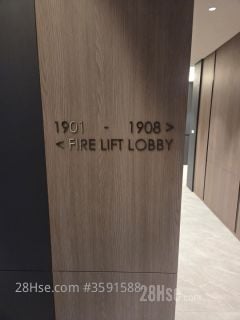 1901 - 1908 >
< FIRE LIFT LOBBY
28Hse.com #3591588
28Hse.com